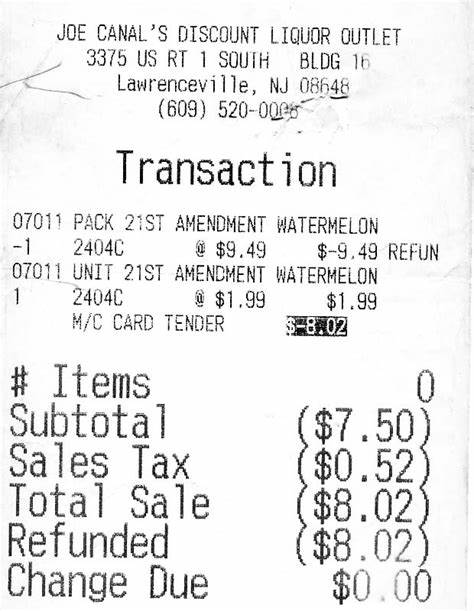 JOE CANAL'S DISCOUNT LIQUOR OUTLET
3375 US RT 1 SOUTH BLDG 16
Lawrenceville, NJ 08648
(609) 520-0008
Transaction
07011 PACK 21ST AMENDMENT WATERMELON
-1 2404C @ $9.49 $-9.49 REFUN
07011 UNIT 21ST AMENDMENT WATERMELON
1 2404C @ $1.99 $1.99
M/C CARD TENDER $-8.02
# Items 0
Subtotal ($7.50)
Sales Tax ($0.52)
Total Sale ($8.02)
Refunded ($8.02)
Change Due $0.00